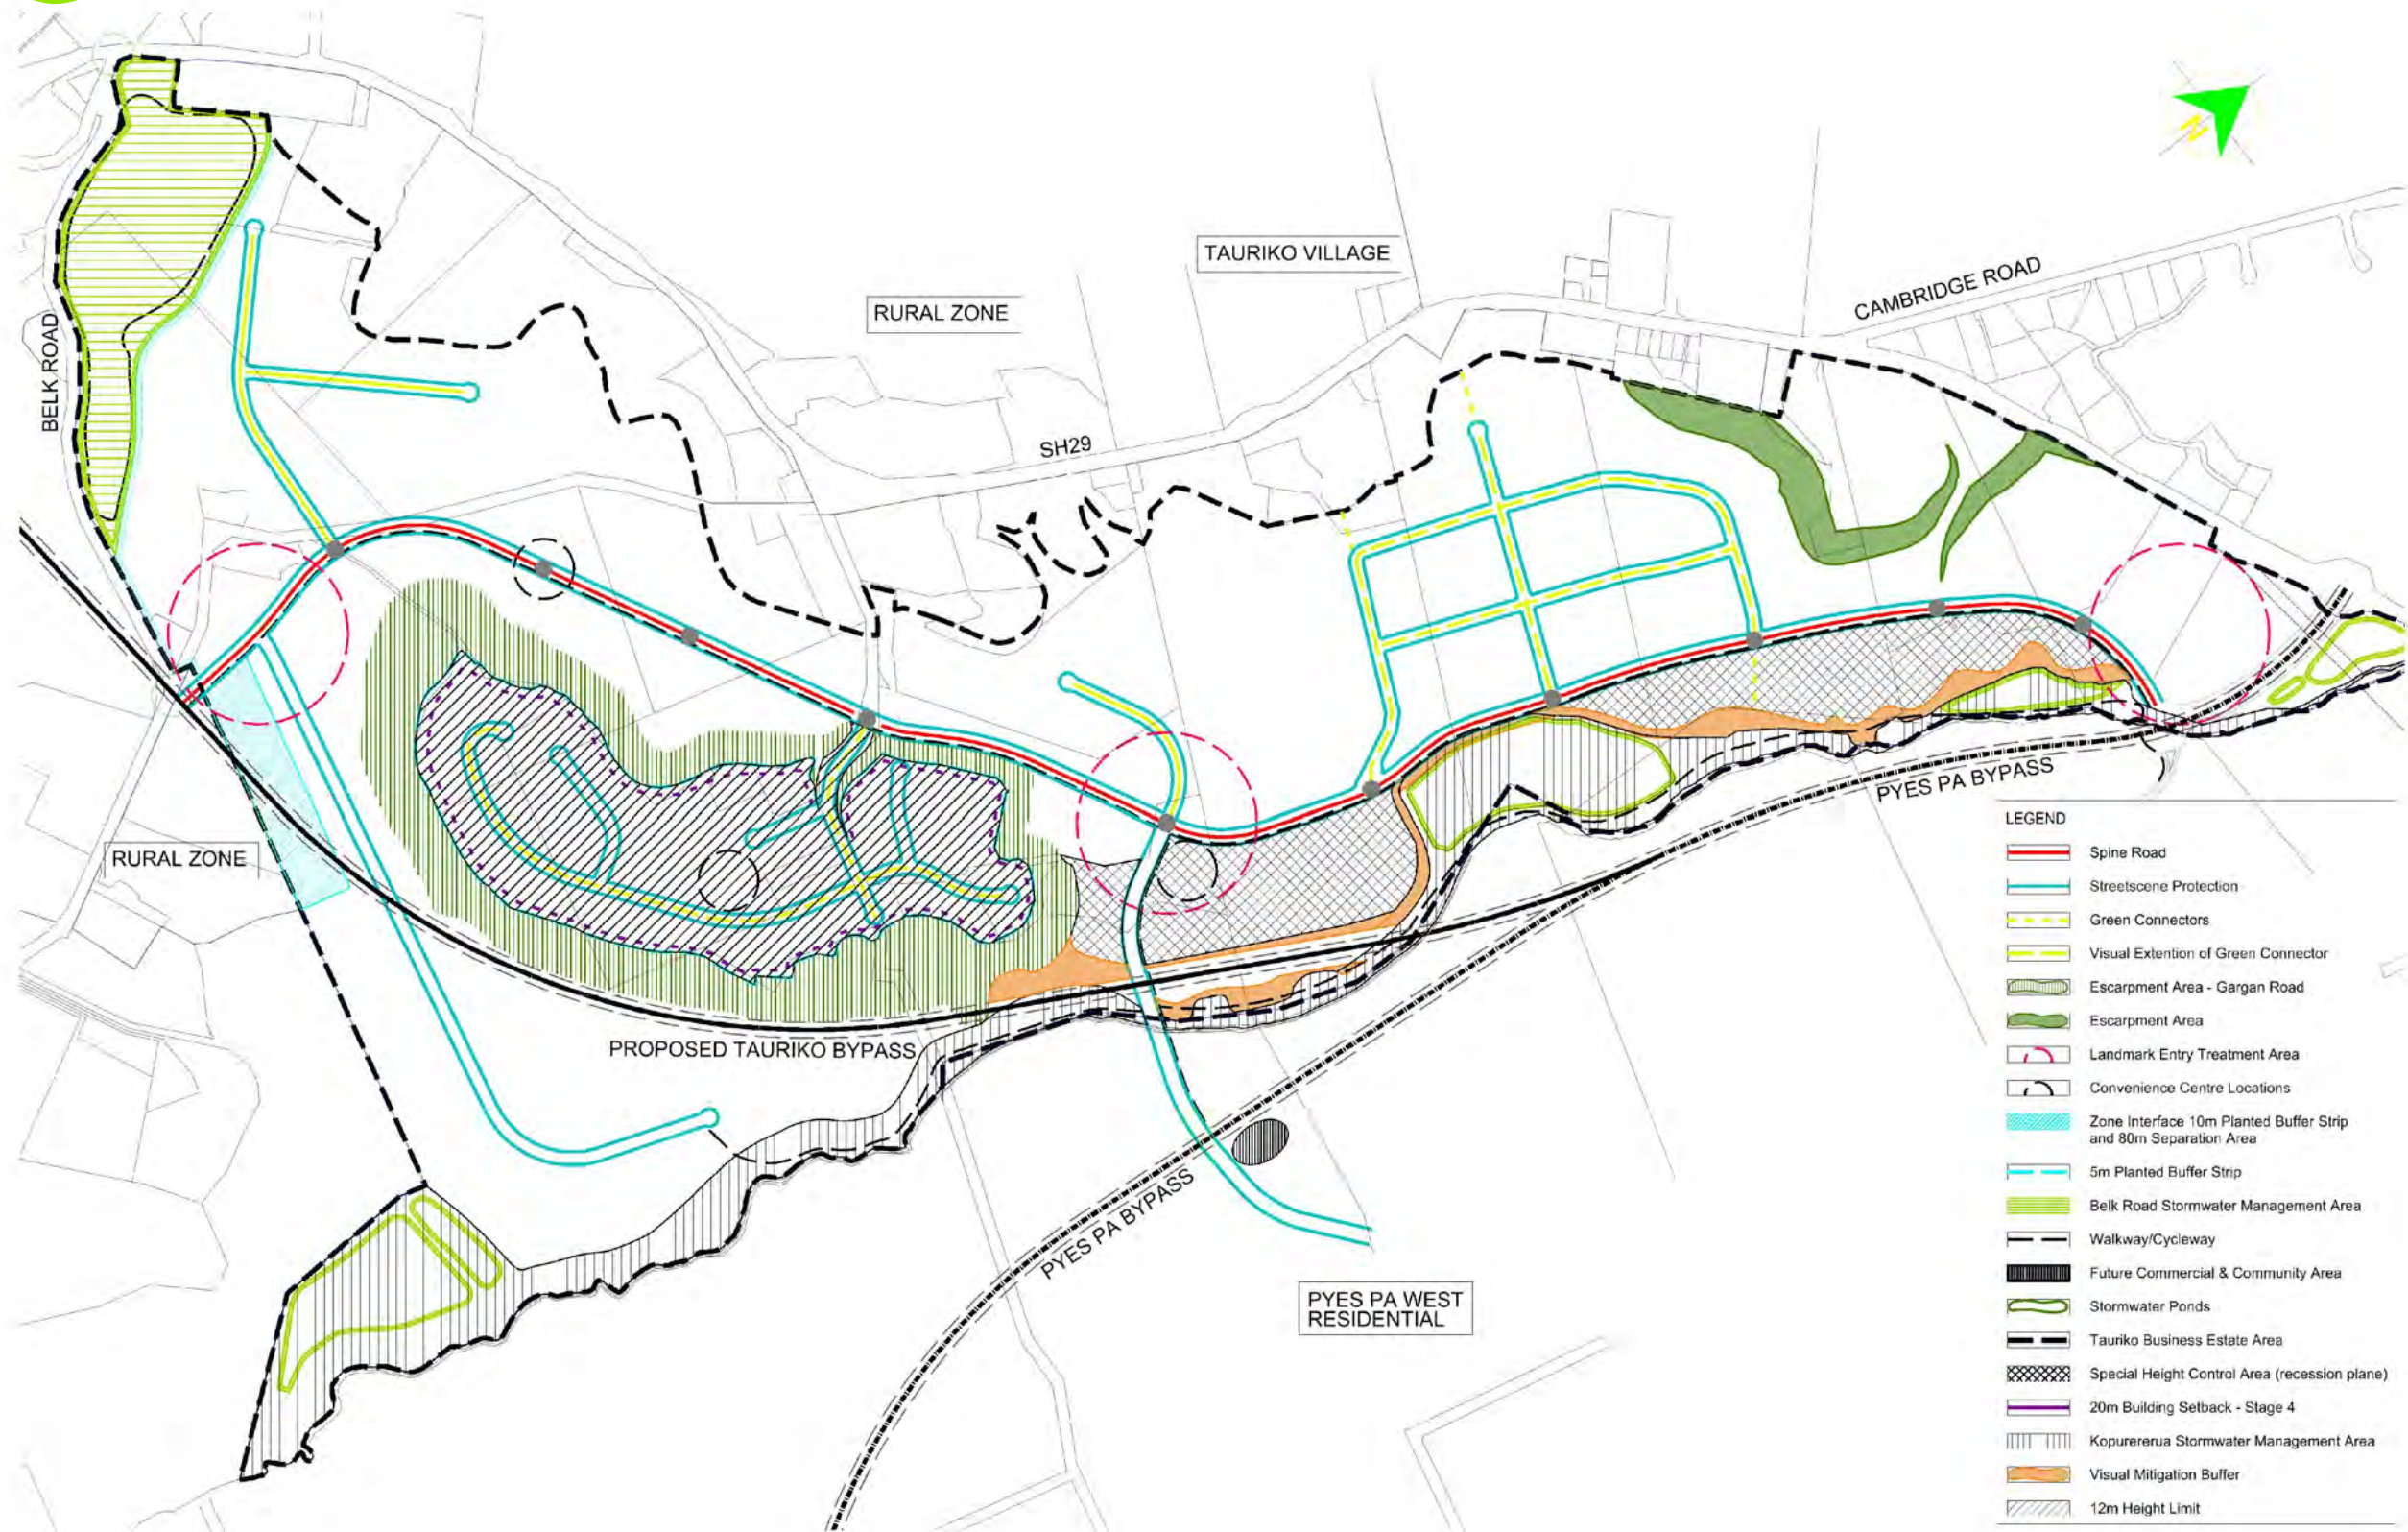 N
TAURIKO VILLAGE
CAMBRIDGE ROAD
RURAL ZONE
BELK ROAD
SH29
PYES PA BYPASS
RURAL ZONE
PROPOSED TAURIKO BYPASS
PYES PA BYPASS
PYES PA WEST
RESIDENTIAL
LEGEND
Spine Road
Streetscene Protection
Green Connectors
Visual Extention of Green Connector
Escarpment Area - Gargan Road
Escarpment Area
Landmark Entry Treatment Area
Convenience Centre Locations
Zone Interface 10m Planted Buffer Strip
and 80m Separation Area
5m Planted Buffer Strip
Belk Road Stormwater Management Area
Walkway/Cycleway
Future Commercial & Community Area
Stormwater Ponds
Tauriko Business Estate Area
Special Height Control Area (recession plane)
20m Building Setback - Stage 4
Kopurererua Stormwater Management Area
Visual Mitigation Buffer
12m Height Limit